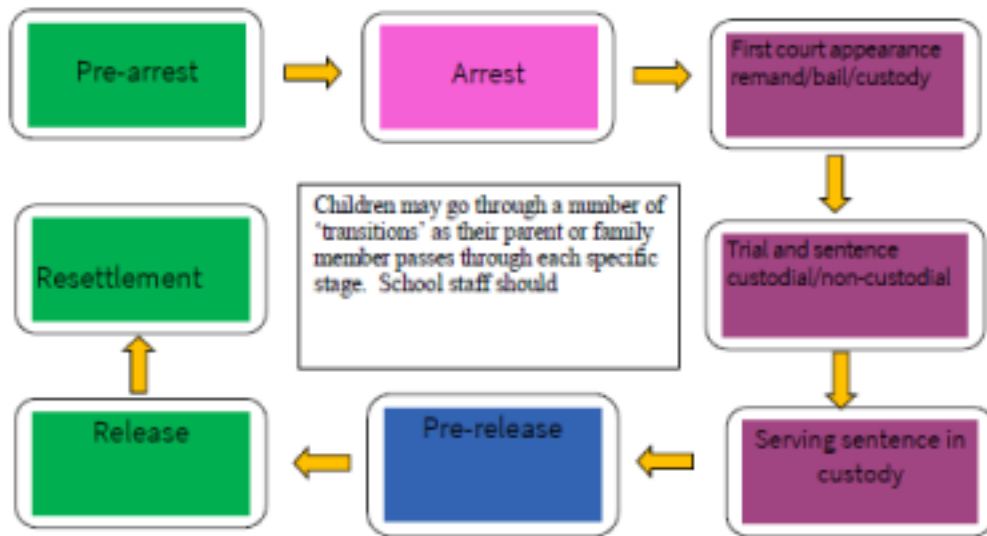 Pre-arrest
Arrest
First court appearance
remand/bail/custody
Children may go through a number of
‘transitions’ as their parent or family
member passes through each specific
stage.  School staff should
Trial and sentence
custodial/non-custodial
Serving sentence in
custody
Pre-release
Release
Resettlement